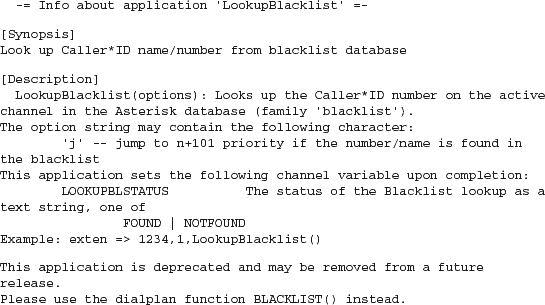 -= Info about application 'LookupBlacklist' =-
[Synopsis]
Look up Caller*ID name/number from blacklist database
[Description]
LookupBlacklist(options): Looks up the Caller*ID number on the active
channel in the Asterisk database (family 'blacklist').
The option string may contain the following character:
'j' -- jump to n+101 priority if the number/name is found in
the blacklist
This application sets the following channel variable upon completion:
LOOKUPBLSTATUS The status of the Blacklist lookup as a
text string, one of
FOUND | NOTFOUND
Example: exten => 1234,1,LookupBlacklist()
This application is deprecated and may be removed from a future
release.
Please use the dialplan function BLACKLIST() instead.